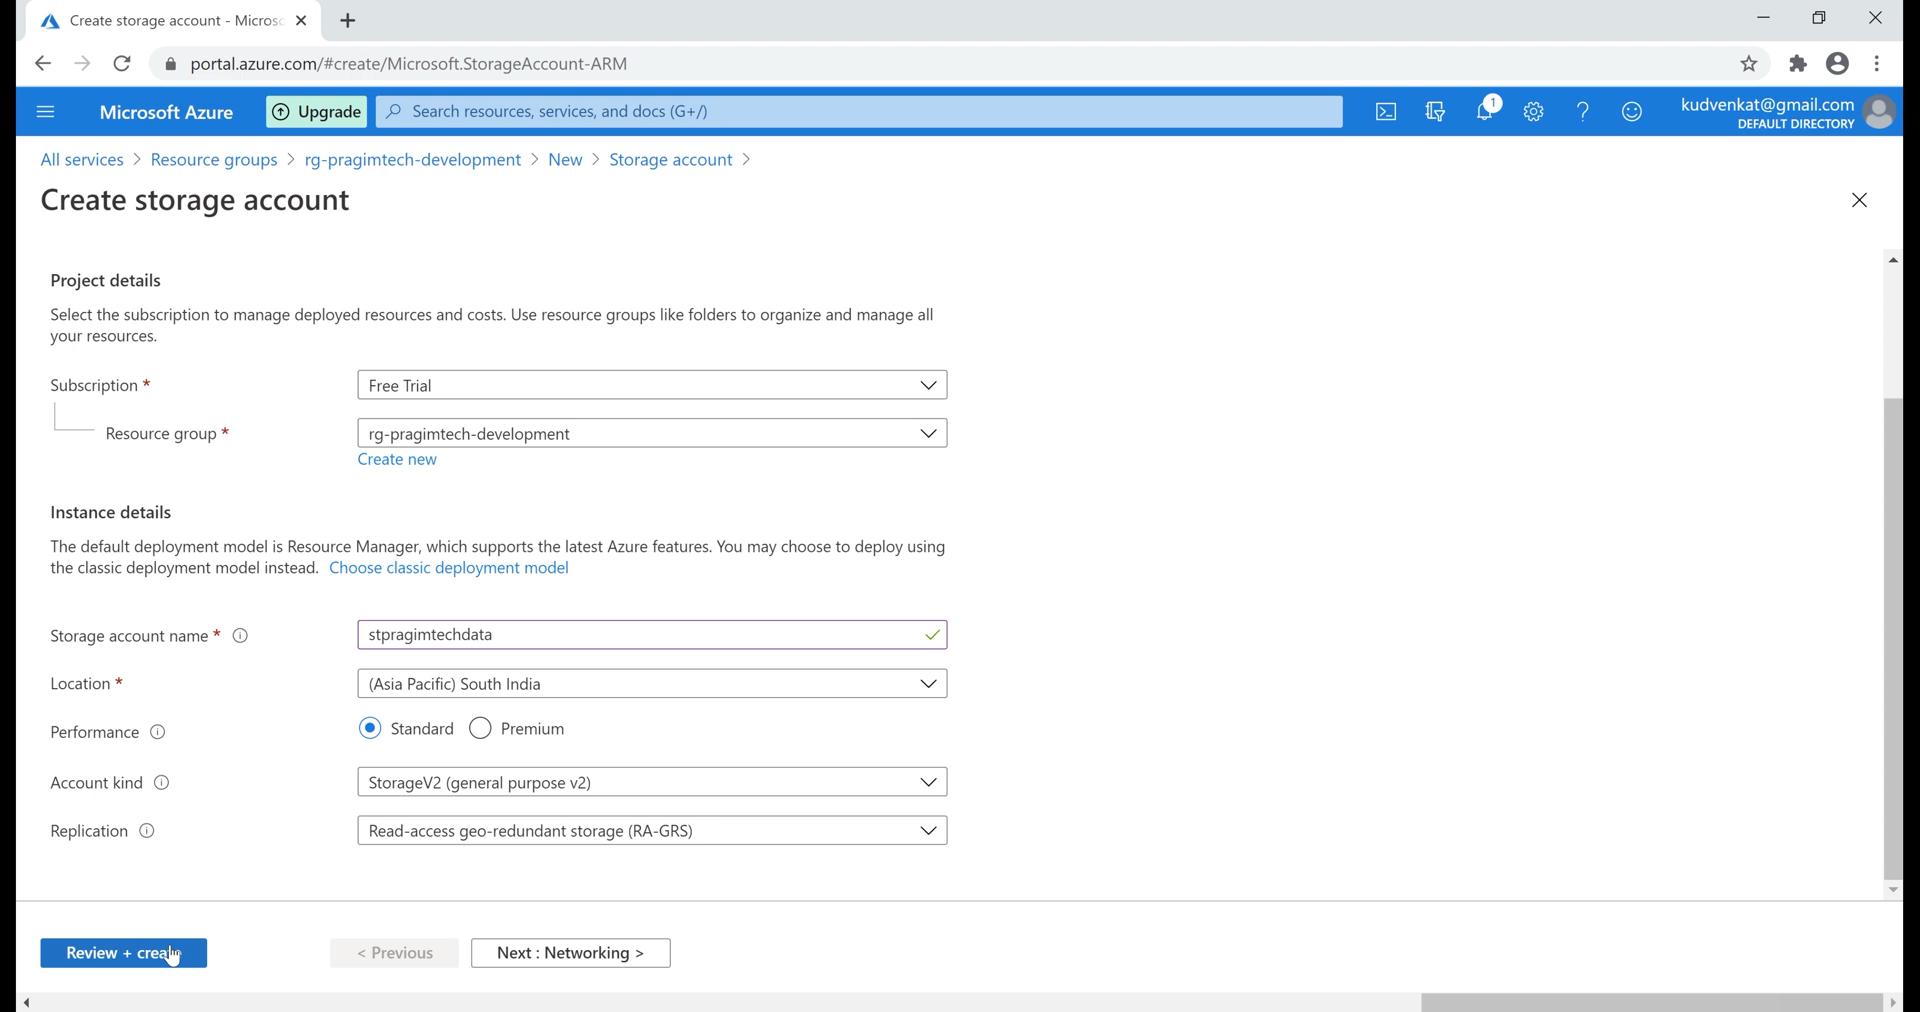 Create storage account - Micros
portal.azure.com/#create/Microsoft.StorageAccount-ARM
Microsoft Azure
Upgrade
Search resources, services, and docs (G+/)
1
kudvenkat@gmail.com
DEFAULT DIRECTORY
All services > Resource groups > rg-pragimtech-development > New > Storage account >
Create storage account
Project details
Select the subscription to manage deployed resources and costs. Use resource groups like folders to organize and manage all
your resources.
Subscription *
Free Trial
Resource group *
rg-pragimtech-development
Create new
Instance details
The default deployment model is Resource Manager, which supports the latest Azure features. You may choose to deploy using
the classic deployment model instead. Choose classic deployment model
Storage account name *
stpragimtechdata
Location *
(Asia Pacific) South India
Performance
Standard Premium
Account kind
StorageV2 (general purpose v2)
Replication
Read-access geo-redundant storage (RA-GRS)
Review + create
< Previous
Next : Networking >